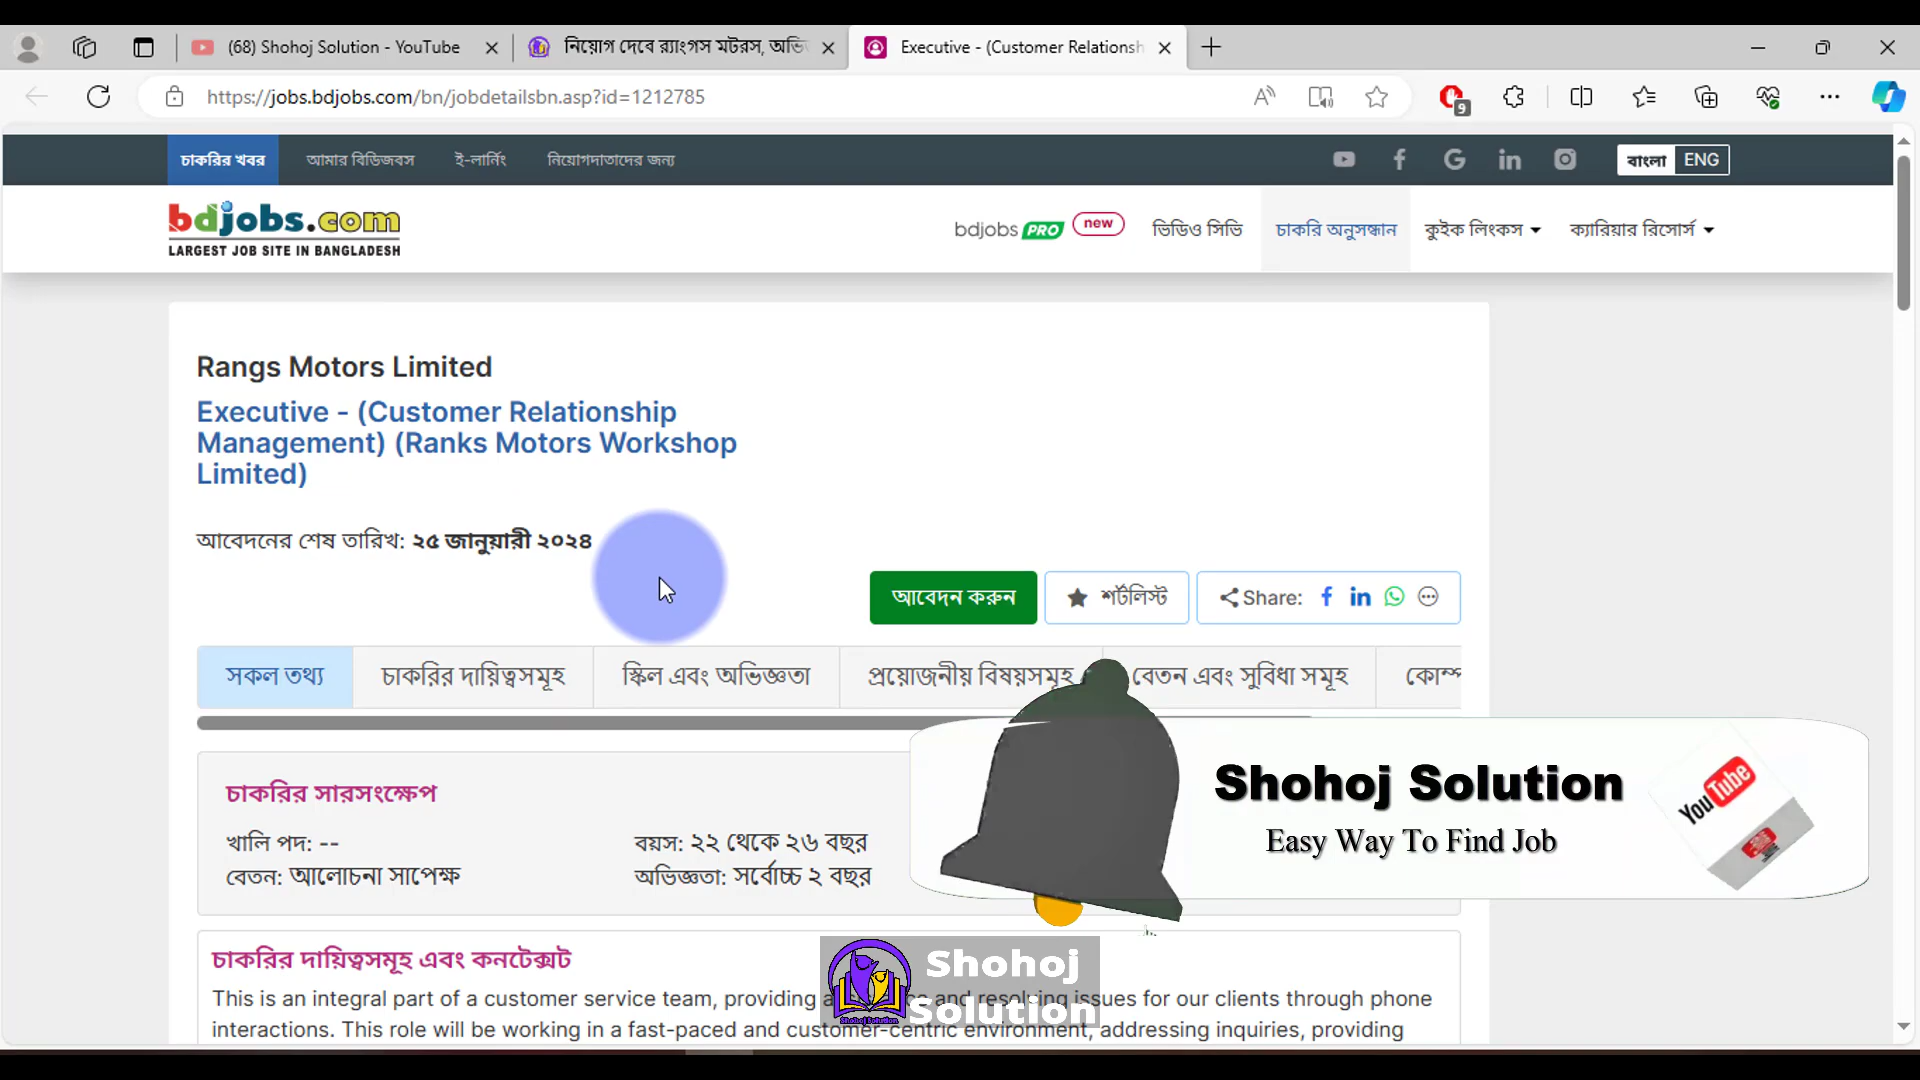 (68) Shohoj Solution - YouTube
নিয়োগ দেবে র‍্যাংগস মটরস, অভি
Executive - (Customer Relationsh
https://jobs.bdjobs.com/bn/jobdetailsbn.asp?id=1212785
9
চাকরির খবর
আমার বিডিজবস
ই-লার্নিং
নিয়োগদাতাদের জন্য
বাংলা ENG
bdjobs.com
LARGEST JOB SITE IN BANGLADESH
bdjobs PRO new
ভিডিও সিভি
চাকরি অনুসন্ধান
কুইক লিংকস
ক্যারিয়ার রিসোর্স
Rangs Motors Limited
Executive - (Customer Relationship
Management) (Ranks Motors Workshop
Limited)
আবেদনের শেষ তারিখ: ২৫ জানুয়ারী ২০২৪
আবেদন করুন
শর্টলিস্ট
Share:
সকল তথ্য
চাকরির দায়িত্বসমূহ
স্কিল এবং অভিজ্ঞতা
প্রয়োজনীয় বিষয়সমূহ
বেতন এবং সুবিধা সমূহ
কোম্প
চাকরির সারসংক্ষেপ
খালি পদ: --
বয়স: ২২ থেকে ২৬ বছর
বেতন: আলোচনা সাপেক্ষ
অভিজ্ঞতা: সর্বোচ্চ ২ বছর
Shohoj Solution
Easy Way To Find Job
YouTube
চাকরির দায়িত্বসমূহ এবং কনটেক্সট
Shohoj
Solution
Shohoj Solution
This is an integral part of a customer service team, providing a and resolving issues for our clients through phone
interactions. This role will be working in a fast-paced and customer-centric environment, addressing inquiries, providing